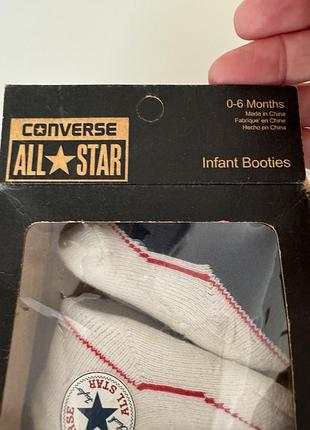 0-6 Months
Made in China
Fabriqué en Chine
Hecho en China
CONVERSE
ALL★STAR
Infant Booties
ALL STAR